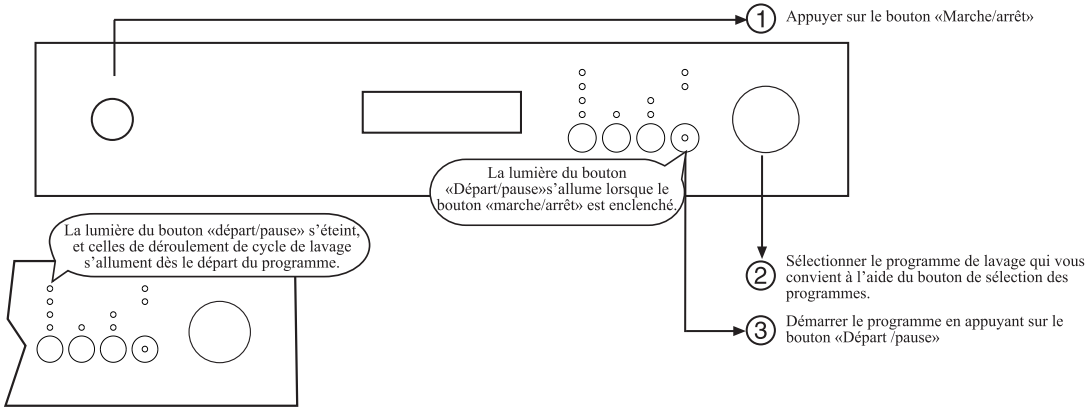 1 Appuyer sur le bouton «Marche/arrêt»
La lumière du bouton
«Départ/pause»s’allume lorsque le
bouton «marche/arrêt» est enclenché.
La lumière du bouton «départ/pause» s’éteint,
et celles de déroulement de cycle de lavage
s’allument dès le départ du programme.
2 Sélectionner le programme de lavage qui vous
convient à l’aide du bouton de sélection des
programmes.
3 Démarrer le programme en appuyant sur le
bouton «Départ /pause»